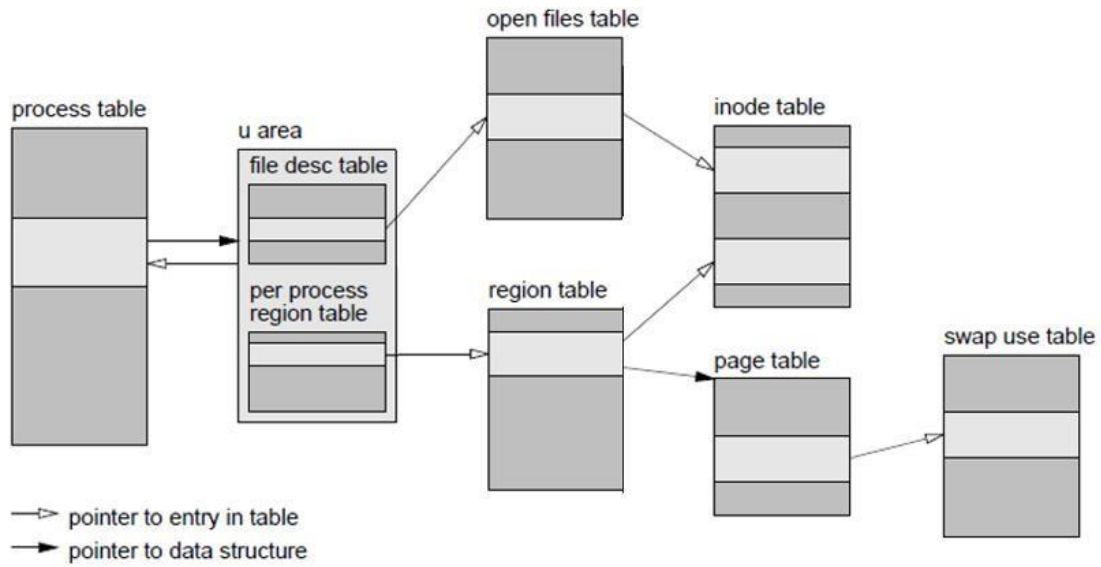 open files table
process table
inode table
u area
file desc table
per process
region table
region table
swap use table
page table
pointer to entry in table
pointer to data structure